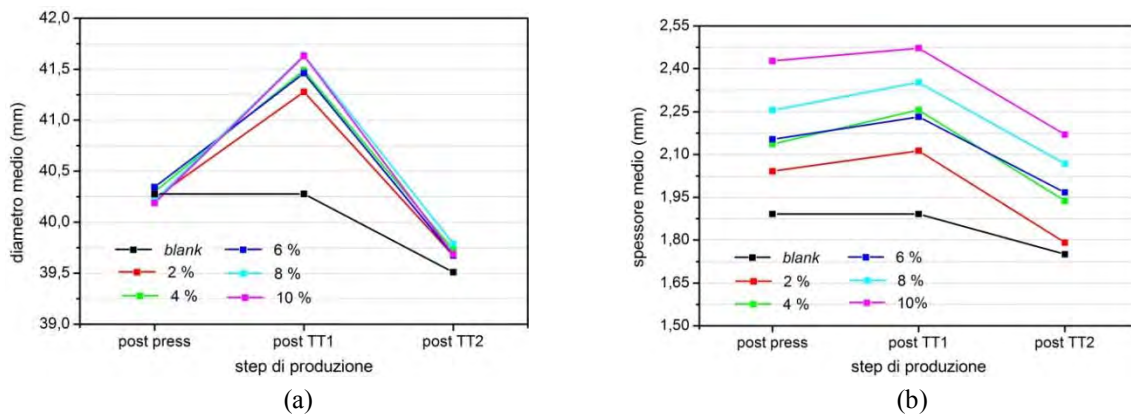 42,0
41,5
41,0
40,5
40,0
39,5
39,0
diametro medio (mm)
blank
2 %
4 %
6 %
8 %
10 %
post press
post TT1
post TT2
step di produzione
(a)
2,55
2,40
2,25
2,10
1,95
1,80
1,65
1,50
spessore medio (mm)
blank
2 %
4 %
6 %
8 %
10%
post press
post TT1
post TT2
step di produzione
(b)